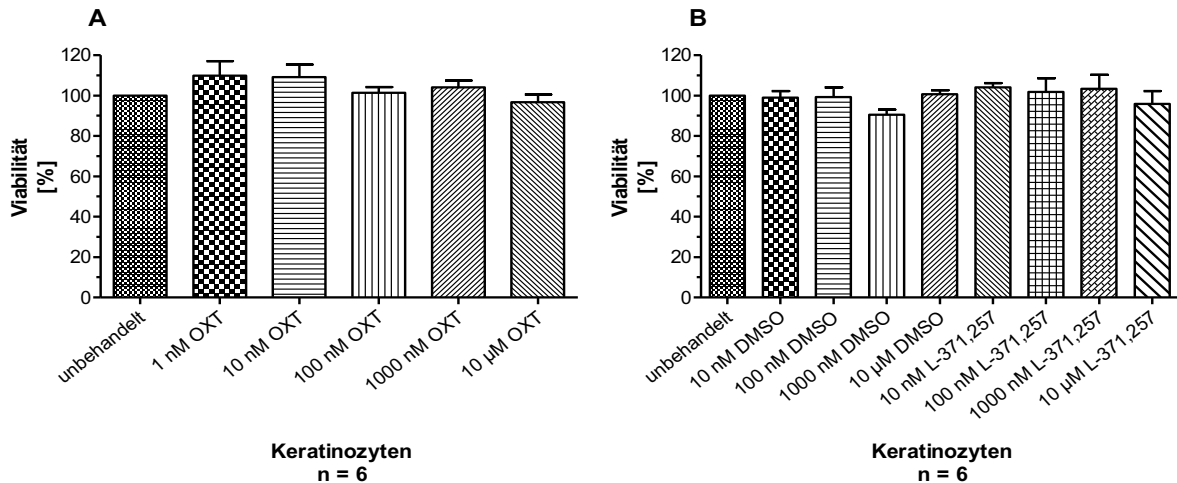 A
Viabilität
[%]
120
100
80
60
40
20
0
unbehandelt
1 nM OXT
10 nM OXT
100 nM OXT
1000 nM OXT
10 µM OXT
Keratinozyten
n = 6
B
Viabilität
[%]
120
100
80
60
40
20
0
unbehandelt
10 nM DMSO
100 nM DMSO
1000 nM DMSO
10 µM DMSO
10 nM L-371,257
100 nM L-371,257
1000 nM L-371,257
10 µM L-371,257
Keratinozyten
n = 6